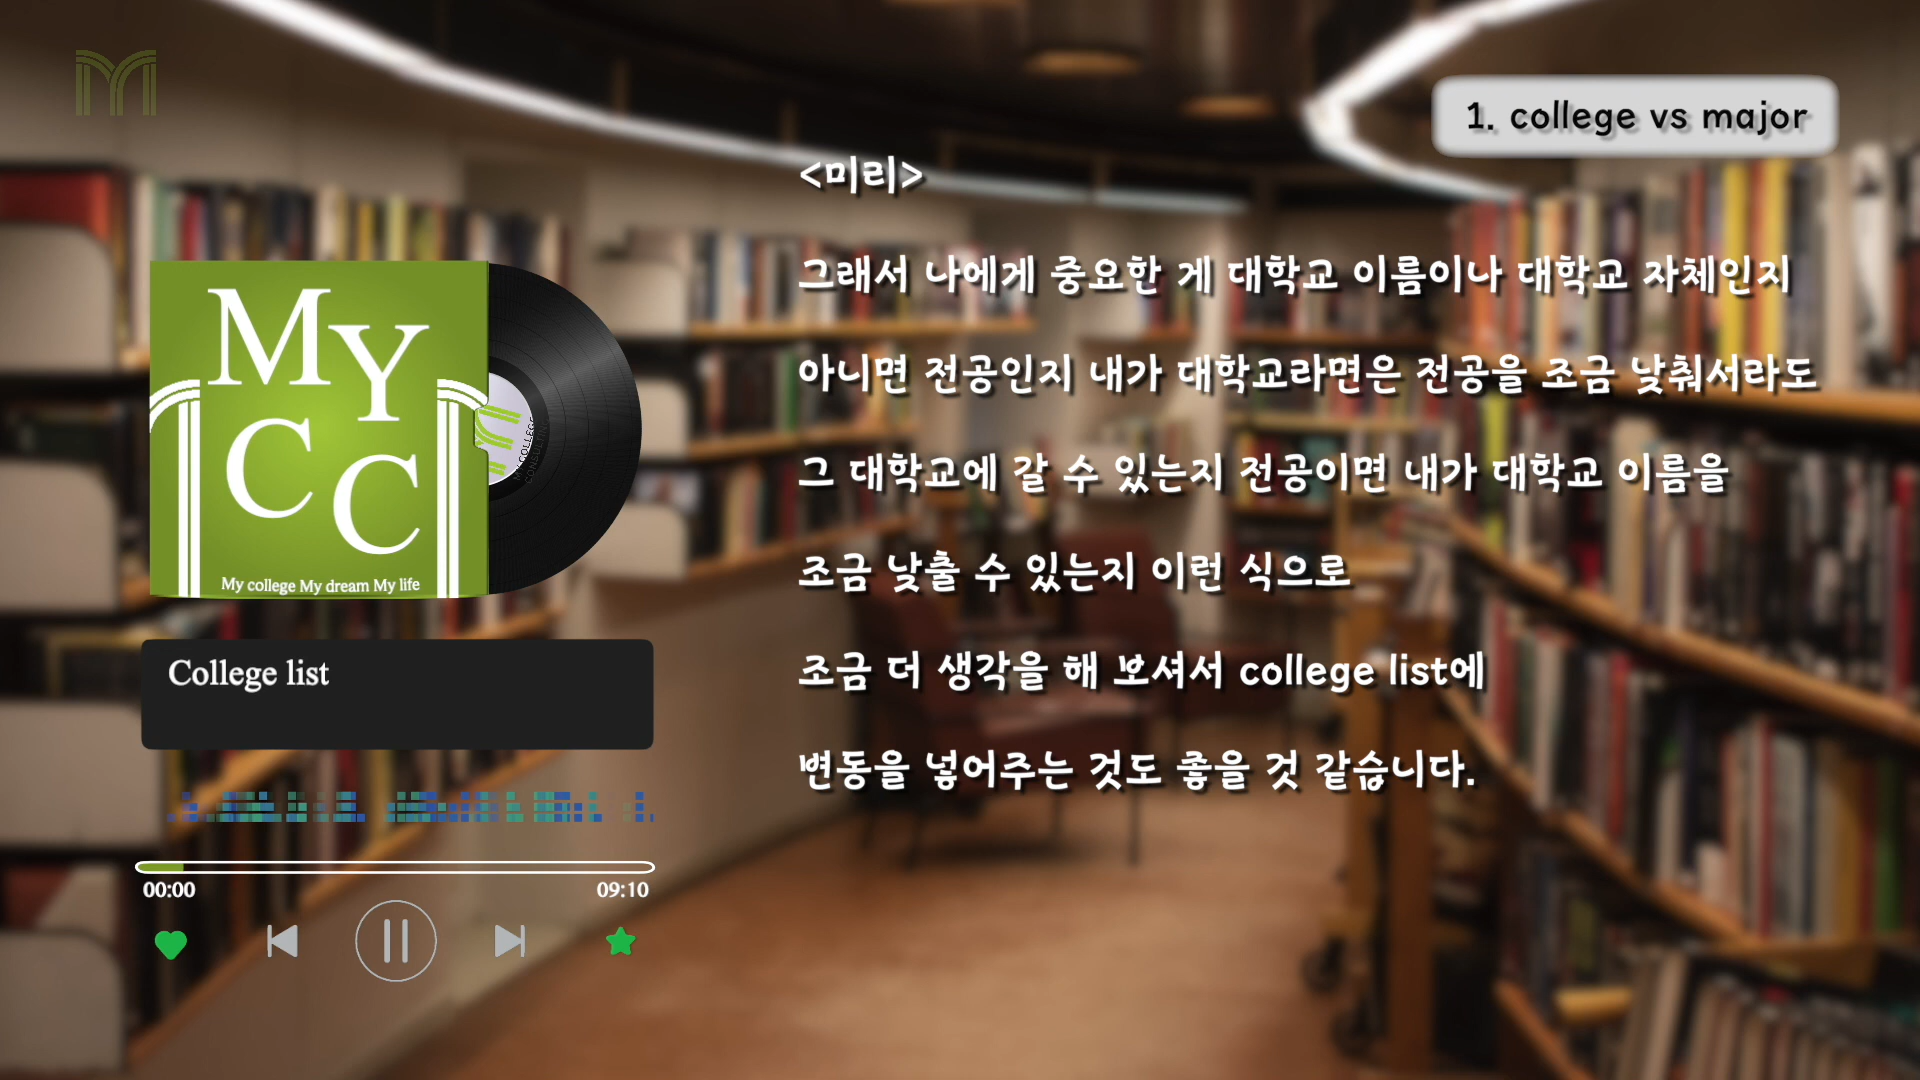 1. college vs major
<미리>
그래서 나에게 중요한 게 대학교 이름이나 대학교 자체인지
아니면 전공인지 내가 대학교라면은 전공을 조금 낮춰서라도
그 대학교에 갈 수 있는지 전공이면 내가 대학교 이름을
조금 낮출 수 있는지 이런 식으로
조금 더 생각을 해 보셔서 college list에
변동을 넣어주는 것도 좋을 것 같습니다.
MY
CC
My college My dream My life
College list
00:00
09:10